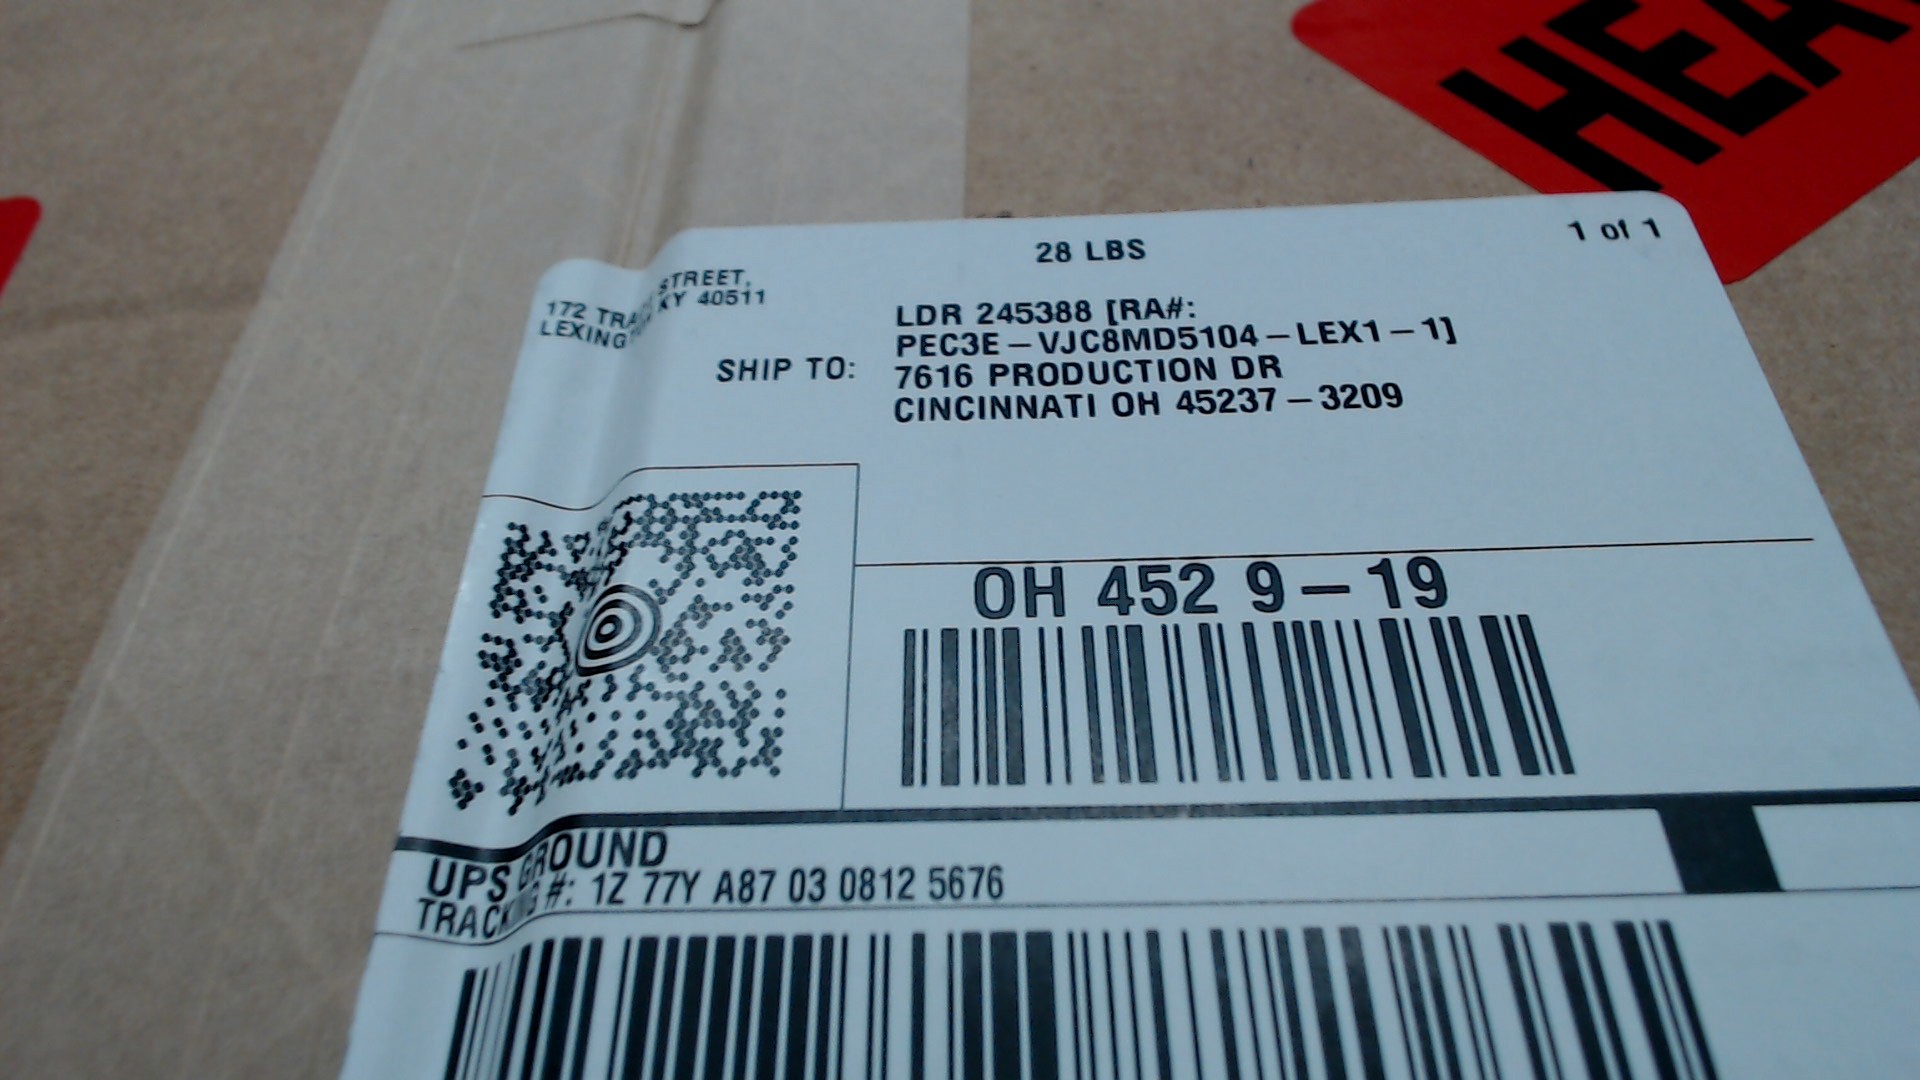 HEA
28 LBS
1 of 1
172 TRA STREET,
LEXING KY 40511
LDR 245388 [RA#:
PEC3E-VJC8MD5104-LEX1-1]
SHIP TO:
7616 PRODUCTION DR
CINCINNATI OH 45237-3209
OH 452 9-19
UPS GROUND
TRACKING #: 1Z 77Y A87 03 0812 5676